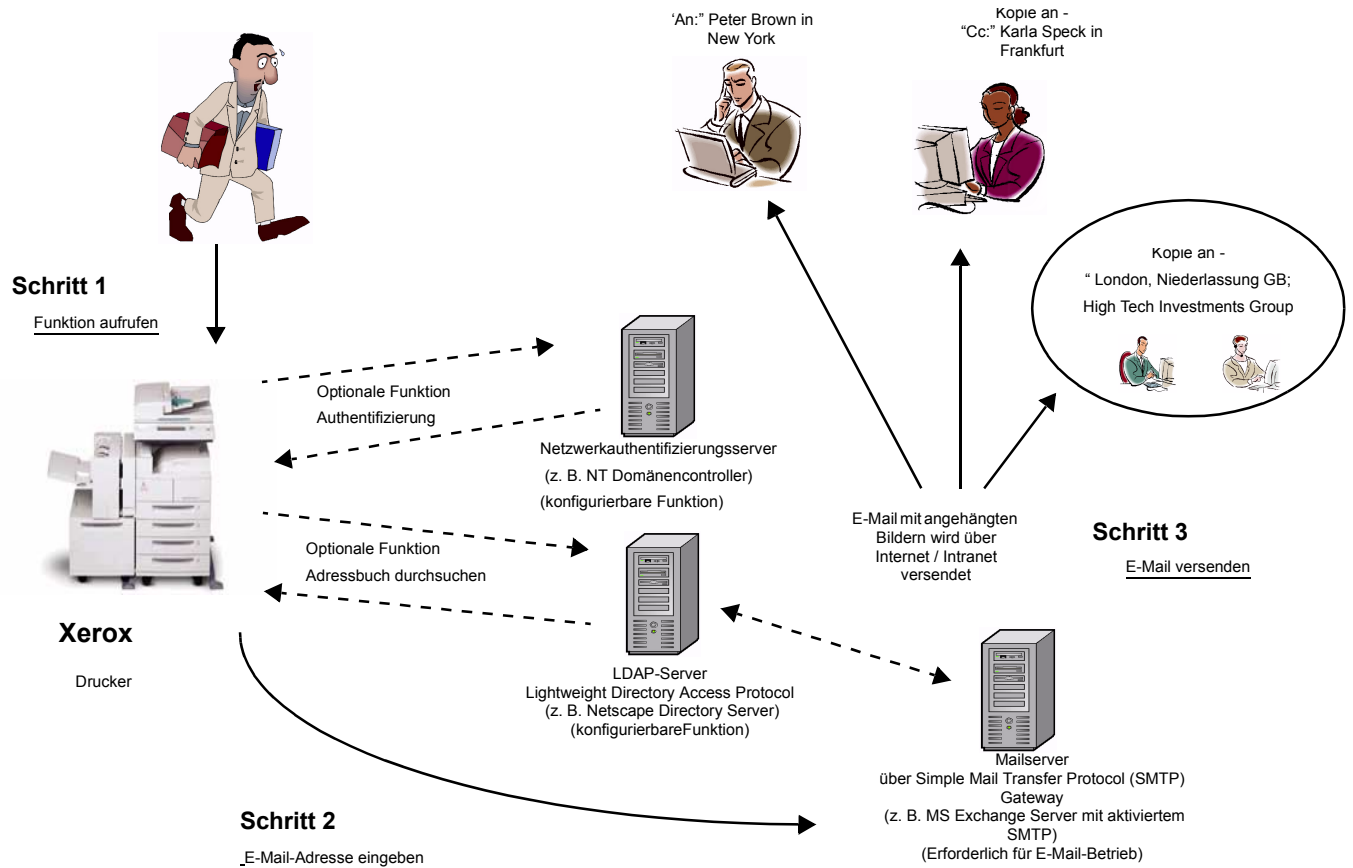 'An:" Peter Brown in
New York
Kopie an -
"Cc:" Karla Speck in
Frankfurt
Kopie an -
" London, Niederlassung GB;
High Tech Investments Group
Schritt 1
Funktion aufrufen
Optionale Funktion
Authentifizierung
Netzwerkauthentifizierungsserver
(z. B. NT Domänencontroller)
(konfigurierbare Funktion)
Optionale Funktion
Adressbuch durchsuchen
E-Mail mit angehängten
Bildern wird über
Internet / Intranet
versendet
Schritt 3
E-Mail versenden
Xerox
Drucker
LDAP-Server
Lightweight Directory Access Protocol
(z. B. Netscape Directory Server)
(konfigurierbareFunktion)
Mailserver
über Simple Mail Transfer Protocol (SMTP)
Gateway
(z. B. MS Exchange Server mit aktiviertem
SMTP)
(Erforderlich für E-Mail-Betrieb)
Schritt 2
E-Mail-Adresse eingeben